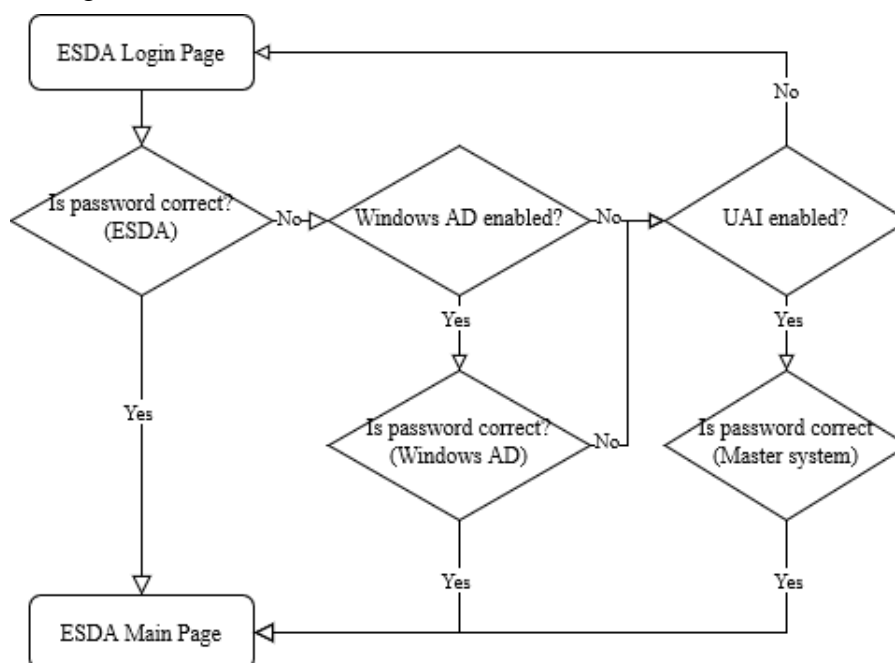 ESDA Login Page
No
Is password correct?
(ESDA)
No
Windows AD enabled?
No
UAI enabled?
Yes
Yes
Yes
Is password correct?
(Windows AD)
No
Is password correct
(Master system)
Yes
Yes
ESDA Main Page